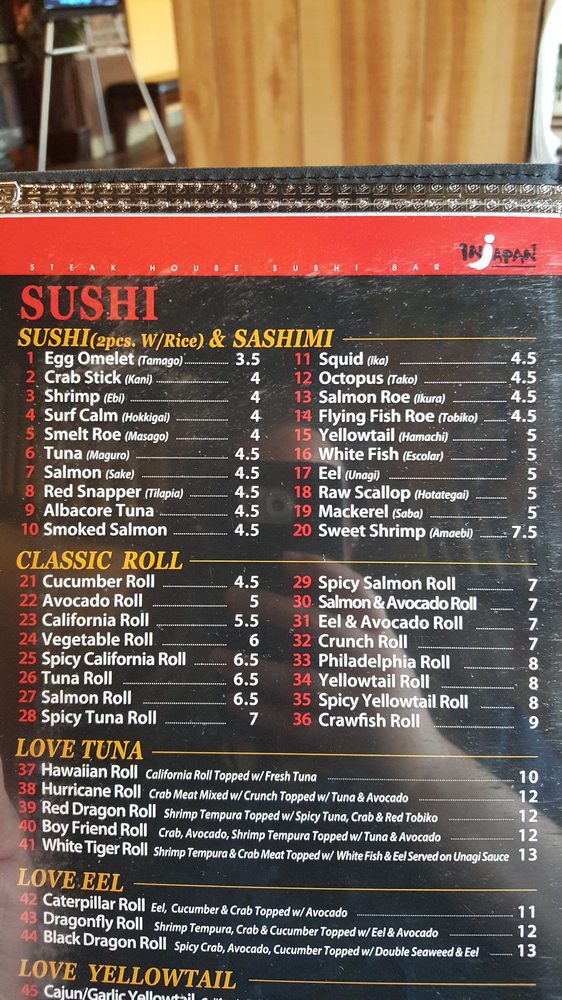 INJAPAN
STEAK HOUSE SUSHI BAR
SUSHI
SUSHI(2pcs. W/Rice) & SASHIMI
1 Egg Omelet (Tamago) 3.5
2 Crab Stick (Kani) 4
3 Shrimp (Ebi) 4
4 Surf Calm (Hokkigai) 4
5 Smelt Roe (Masago) 4
6 Tuna (Maguro) 4.5
7 Salmon (Sake) 4.5
8 Red Snapper (Tilapia) 4.5
9 Albacore Tuna 4.5
10 Smoked Salmon 4.5
11 Squid (Ika) 4.5
12 Octopus (Tako) 4.5
13 Salmon Roe (Ikura) 4.5
14 Flying Fish Roe (Tobiko) 4.5
15 Yellowtail (Hamachi) 5
16 White Fish (Escolar) 5
17 Eel (Unagi) 5
18 Raw Scallop (Hotategai) 5
19 Mackerel (Saba) 5
20 Sweet Shrimp (Amaebi) 7.5
CLASSIC ROLL
21 Cucumber Roll 4.5
22 Avocado Roll 5
23 California Roll 5.5
24 Vegetable Roll 6
25 Spicy California Roll 6.5
26 Tuna Roll 6.5
27 Salmon Roll 6.5
28 Spicy Tuna Roll 7
29 Spicy Salmon Roll 7
30 Salmon & Avocado Roll 7
31 Eel & Avocado Roll 7
32 Crunch Roll 7
33 Philadelphia Roll 8
34 Yellowtail Roll 8
35 Spicy Yellowtail Roll 8
36 Crawfish Roll 9
LOVE TUNA
37 Hawaiian Roll California Roll Topped w/ Fresh Tuna 10
38 Hurricane Roll Crab Meat Mixed w/ Crunch Topped w/ Tuna & Avocado 12
39 Red Dragon Roll Shrimp Tempura Topped w/ Spicy Tuna, Crab & Red Tobiko 12
40 Boy Friend Roll Crab, Avocado, Shrimp Tempura Topped w/ Tuna & Avocado 12
41 White Tiger Roll Shrimp Tempura & Crab Meat Topped w/ White Fish & Eel Served on Unagi Sauce 13
LOVE EEL
42 Caterpillar Roll Eel, Cucumber & Crab Topped w/ Avocado 11
43 Dragonfly Roll Shrimp Tempura, Crab & Cucumber Topped w/ Eel & Avocado 12
44 Black Dragon Roll Spicy Crab, Avocado, Cucumber Topped w/ Double Seaweed & Eel 13
LOVE YELLOWTAIL
45 Cajun/Garlic Yellowtail